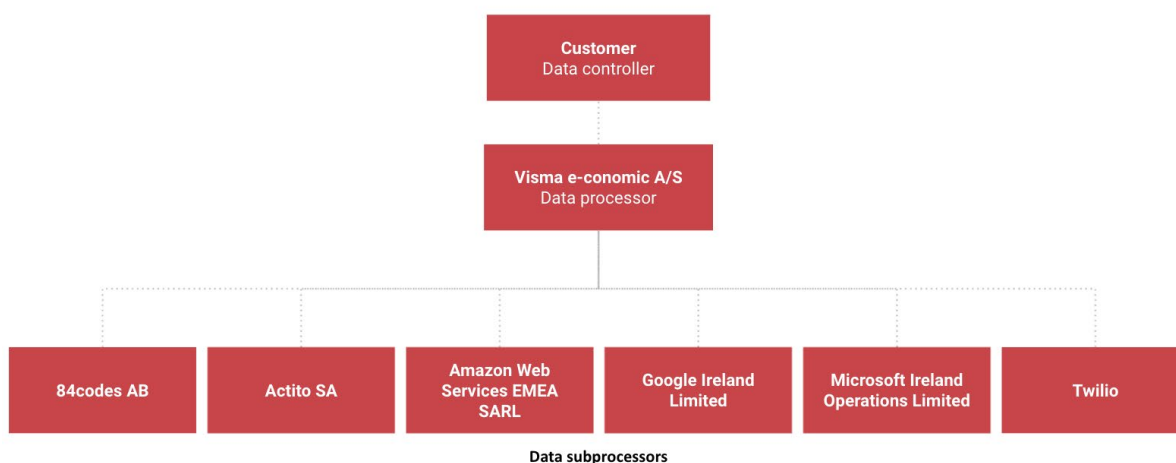 Customer
Data controller
Visma e-conomic A/S
Data processor
84codes AB
Actito SA
Amazon Web
Services EMEA
SARL
Google Ireland
Limited
Microsoft Ireland
Operations Limited
Twilio
Data subprocessors